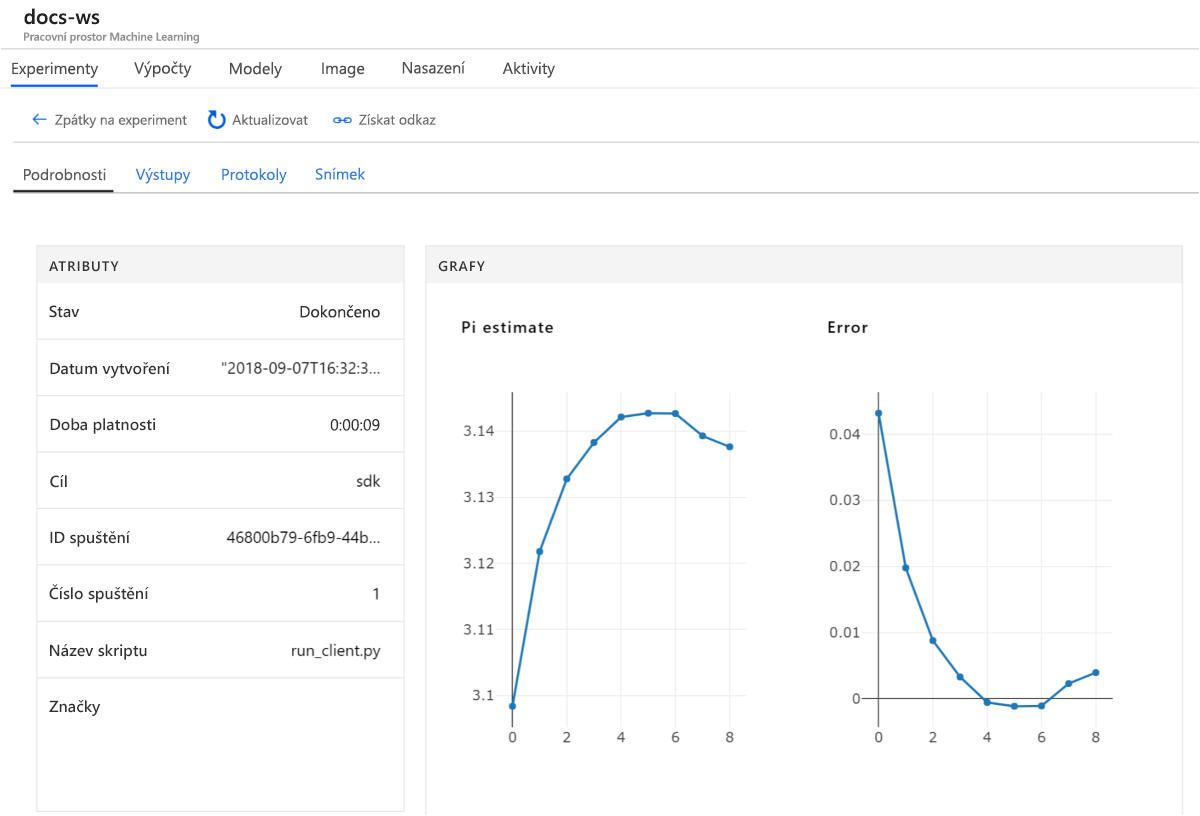 docs-ws
Pracovní prostor Machine Learning
Experimenty Výpočty Modely Image Nasazení Aktivity
Zpátky na experiment Aktualizovat Získat odkaz
Podrobnosti Výstupy Protokoly Snímek
ATRIBUTY
Stav Dokončeno
Datum vytvoření "2018-09-07T16:32:3...
Doba platnosti 0:00:09
Cíl sdk
ID spuštění 46800b79-6fb9-44b...
Číslo spuštění 1
Název skriptu run_client.py
Značky
GRAFY
Pi estimate
3.14
3.13
3.12
3.11
3.1
0 2 4 6 8
Error
0.04
0.03
0.02
0.01
0
0 2 4 6 8